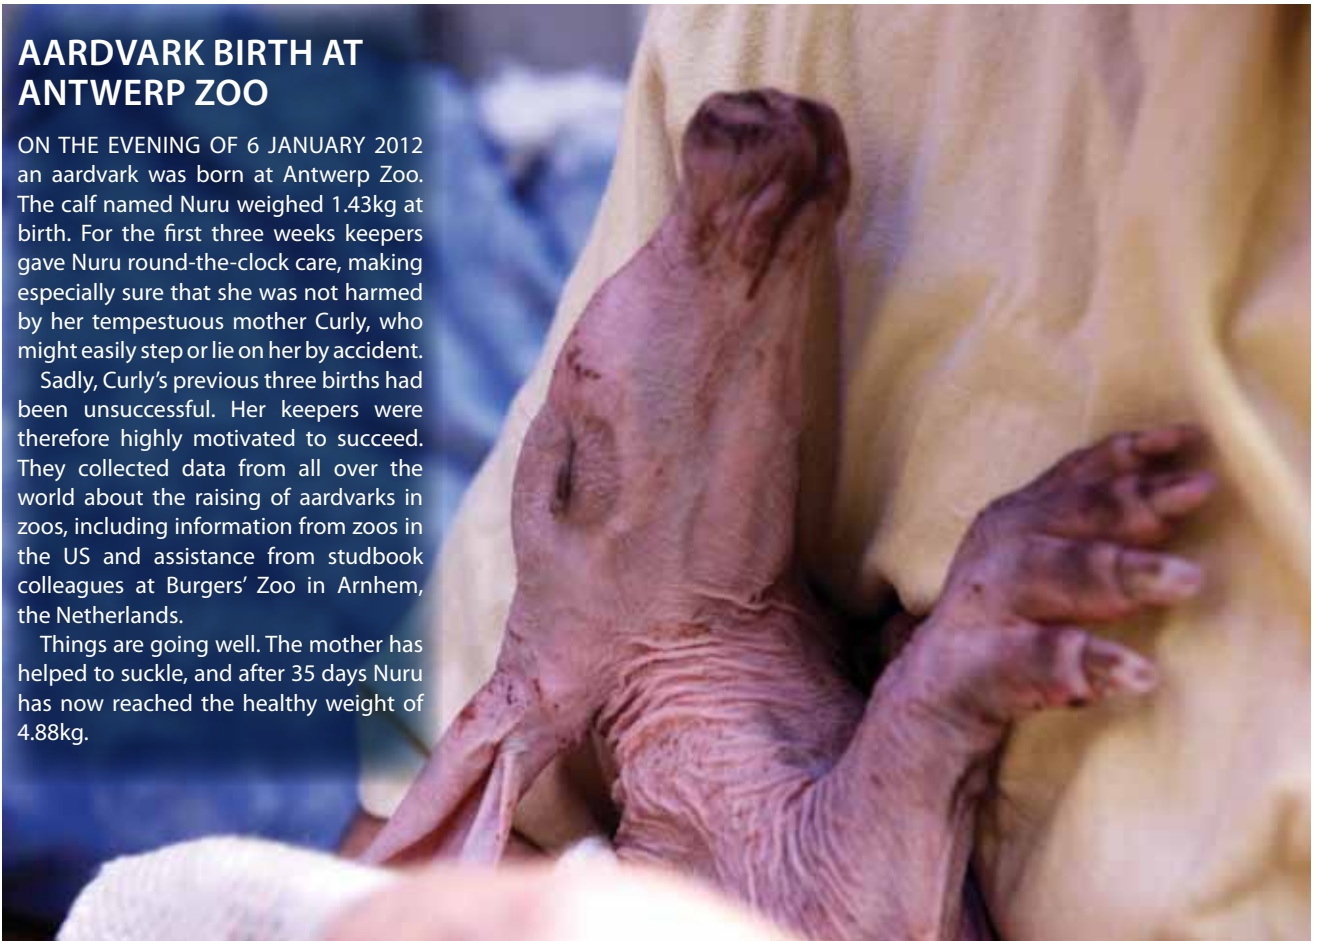 AARDVARK BIRTH AT
ANTWERP ZOO
ON THE EVENING OF 6 JANUARY 2012
an aardvark was born at Antwerp Zoo.
The calf named Nuru weighed 1.43kg at
birth. For the first three weeks keepers
gave Nuru round-the-clock care, making
especially sure that she was not harmed
by her tempestuous mother Curly, who
might easily step or lie on her by accident.
Sadly, Curly’s previous three births had
been unsuccessful. Her keepers were
therefore highly motivated to succeed.
They collected data from all over the
world about the raising of aardvarks in
zoos, including information from zoos in
the US and assistance from studbook
colleagues at Burgers’ Zoo in Arnhem,
the Netherlands.
Things are going well. The mother has
helped to suckle, and after 35 days Nuru
has now reached the healthy weight of
4.88kg.